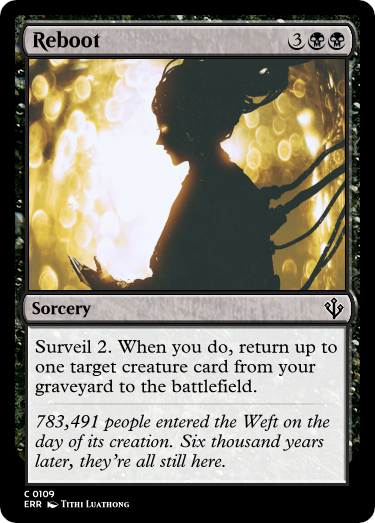 Reboot 3
Sorcery
Surveil 2. When you do, return up to
one target creature card from your
graveyard to the battlefield.
783,491 people entered the Weft on the
day of its creation. Six thousand years
later, they're all still here.
C 0109
ERR Tithi Luathong